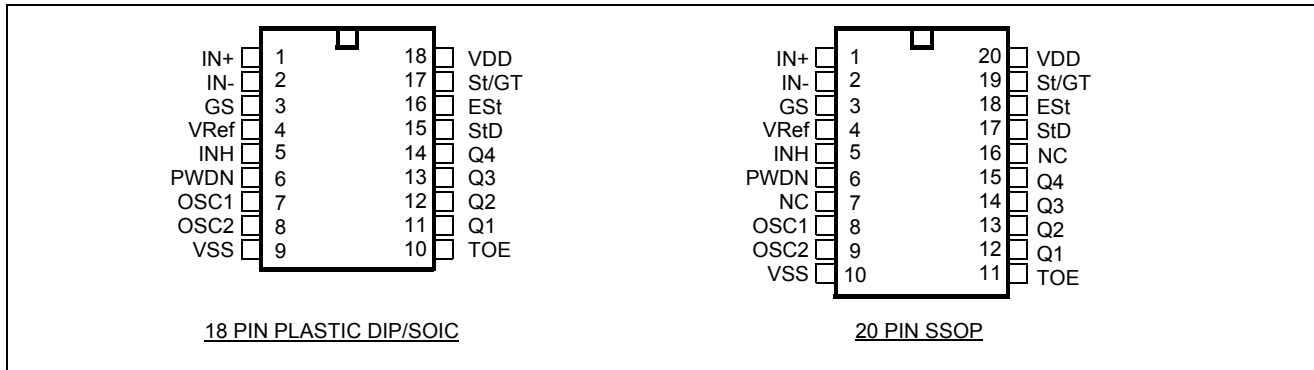 IN+ 1 18 VDD
IN- 2 17 St/GT
GS 3 16 ESt
VRef 4 15 StD
INH 5 14 Q4
PWDN 6 13 Q3
OSC1 7 12 Q2
OSC2 8 11 Q1
VSS 9 10 TOE
18 PIN PLASTIC DIP/SOIC
IN+ 1 20 VDD
IN- 2 19 St/GT
GS 3 18 ESt
VRef 4 17 StD
INH 5 16 NC
PWDN 6 15 Q4
NC 7 14 Q3
OSC1 8 13 Q2
OSC2 9 12 Q1
VSS 10 11 TOE
20 PIN SSOP